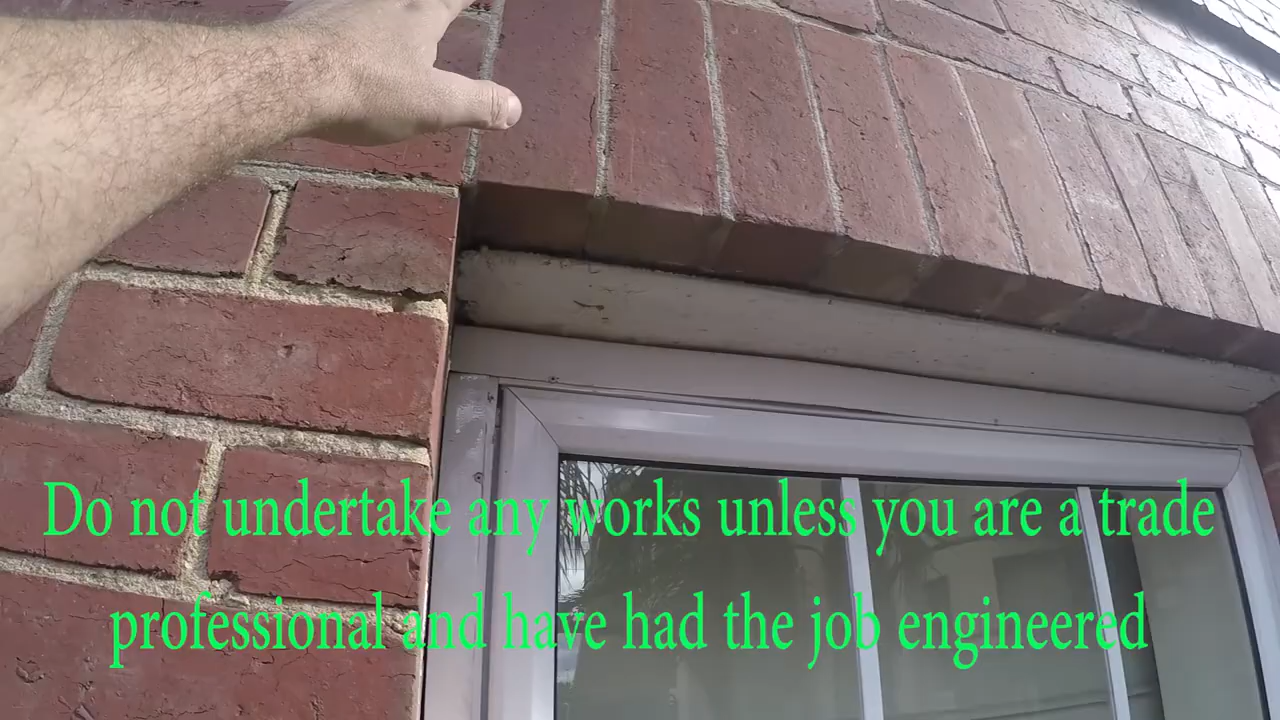 Do not undertake any works unless you are a trade
professional and have had the job engineered